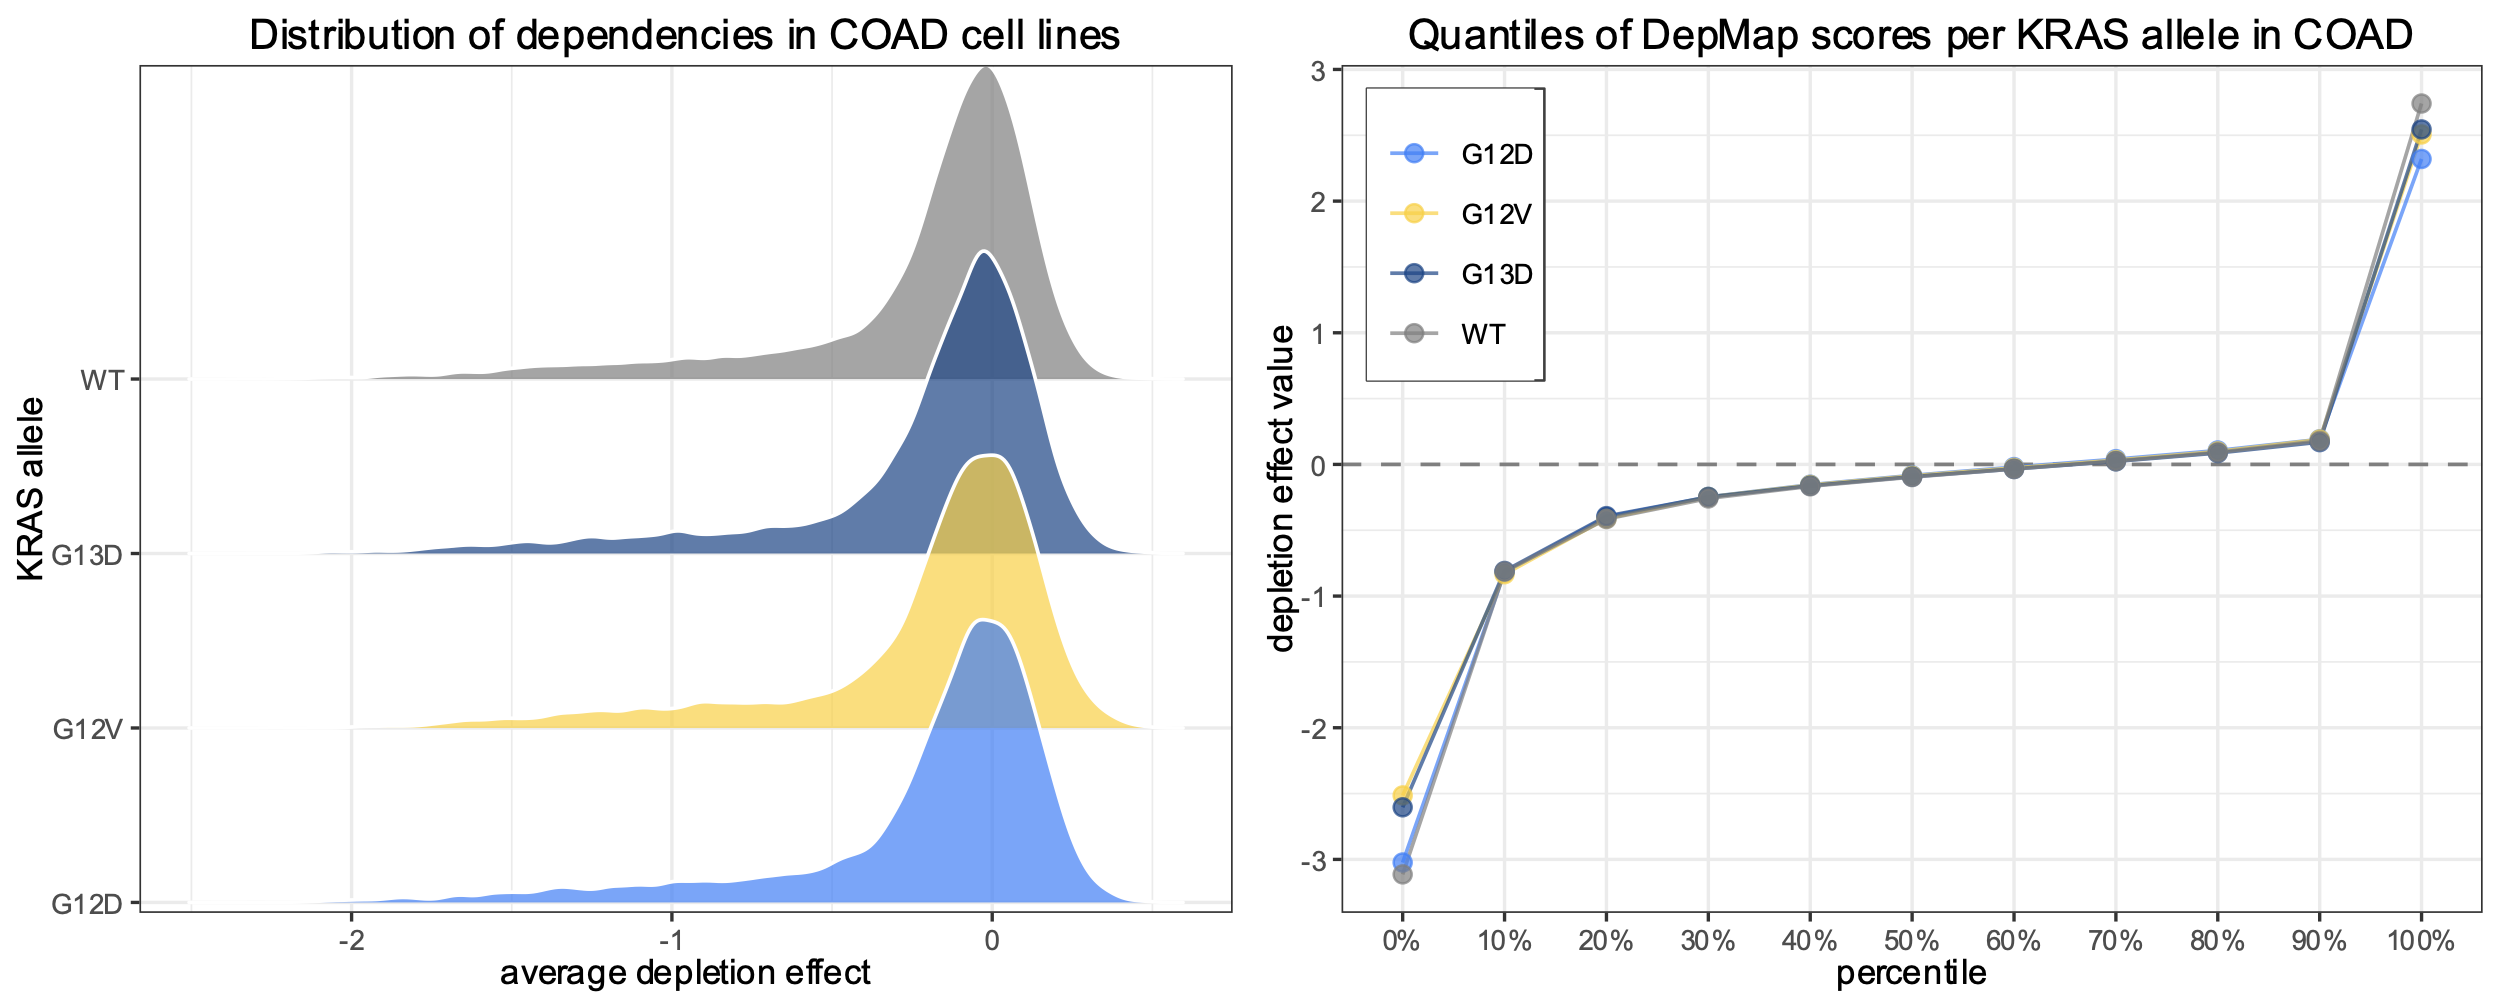 Distribution of dependencies in COAD cell lines
KRAS allele
WT
G13D
G12V
G12D
-2
-1
0
average depletion effect
Quantiles of DepMap scores per KRAS allele in COAD
depletion effect value
3
2
1
0
-1
-2
-3
G12D
G12V
G13D
WT
0%
10%
20%
30%
40%
50%
60%
70%
80%
90%
100%
percentile